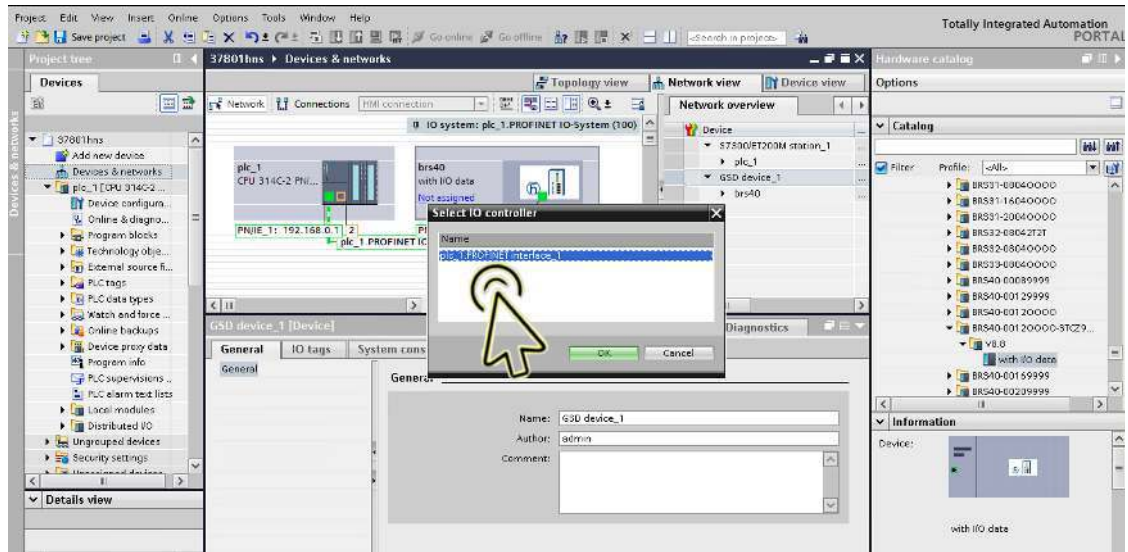 Project Edit View Insert Online Options Tools Window Help
Totally Integrated Automation
PORTAL
Save project
Go online
Go offline
<Search in project>
Project tree
37801hns ▸ Devices & networks
Hardware catalog
Devices
Topology view
Network view
Device view
Options
Network
Connections
HMI connection
Network overview
IO system: plc_1.PROFINET IO-System (100)
Device
S7300/ET200M station_1
plc_1
GSD device_1
brs40
Catalog
Filter
Profile:
<All>
37801hns
Add new device
Devices & networks
plc_1 [CPU 314C-2 ...
Device configura...
Online & diagno...
Program blocks
Technology obje...
External source fi...
PLC tags
PLC data types
Watch and force ...
Online backups
Device proxy data
Program info
PLC supervisions ..
PLC alarm text lists
Local modules
Distributed I/O
Ungrouped devices
Security settings
Details view
Devices & networks
plc_1
CPU 314C-2 PN/...
brs40
with I/O data
Not assigned
PN/IE_1: 192.168.0.1
2
plc_1.PROFINET IC
Select IO controller
Name
plc_1.PROFINET interface_1
OK
Cancel
GSD device_1 [Device]
Diagnostics
General
IO tags
System cons
General
General
Name:
GSD device_1
Author:
admin
Comment:
BRS31-08040000
BRS31-16040000
BRS31-20040000
BRS32-08042T2T
BRS32-08040000
BRS33-08040000
BRS40-00089999
BRS40-00129999
BRS40-00120000
BRS40-00120000-STCZ9...
V8.0
with I/O data
BRS40-00169999
BRS40-00209999
Information
Device:
with I/O data